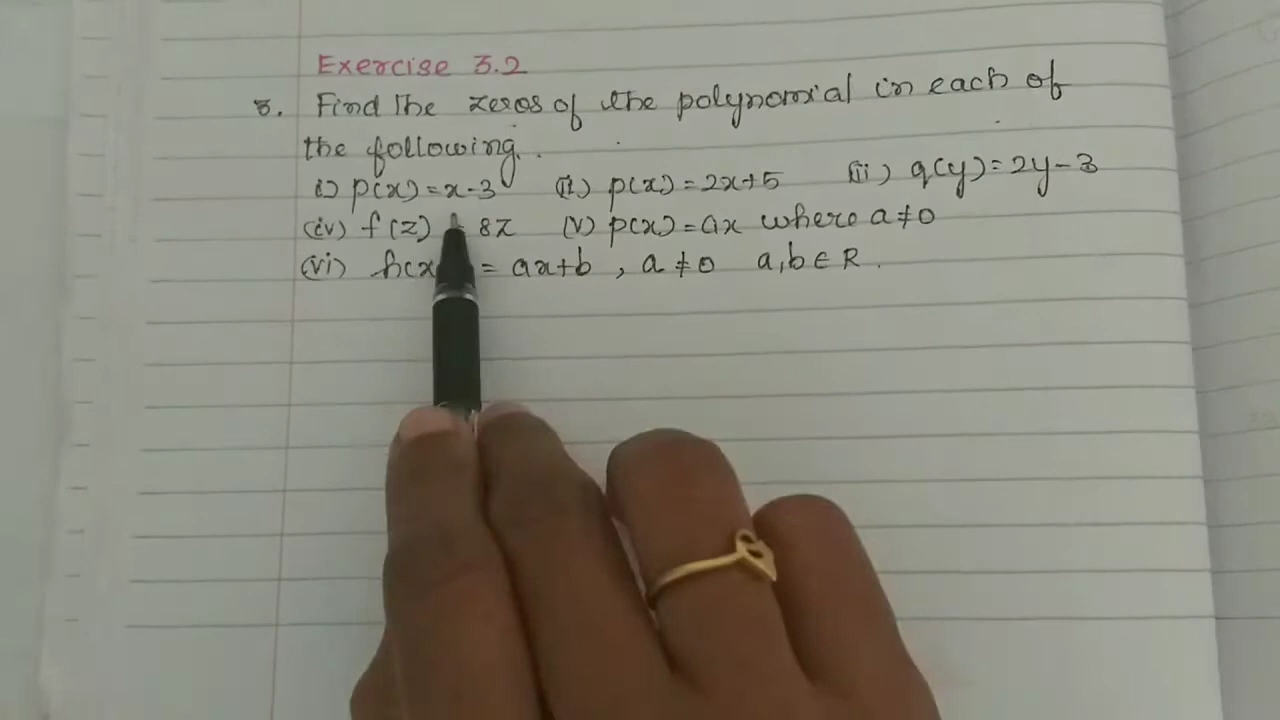 Exercise 3.2
3. Find the zeros of the polynomial in each of
the following.
i) p(x) = x-3 (ii) p(x) = 2x+5 (iii) q(y) = 2y-3
(iv) f(z) = 8z (v) p(x) = ax where a≠0
(vi) h(x = ax+b , a≠0 a,b∈R.